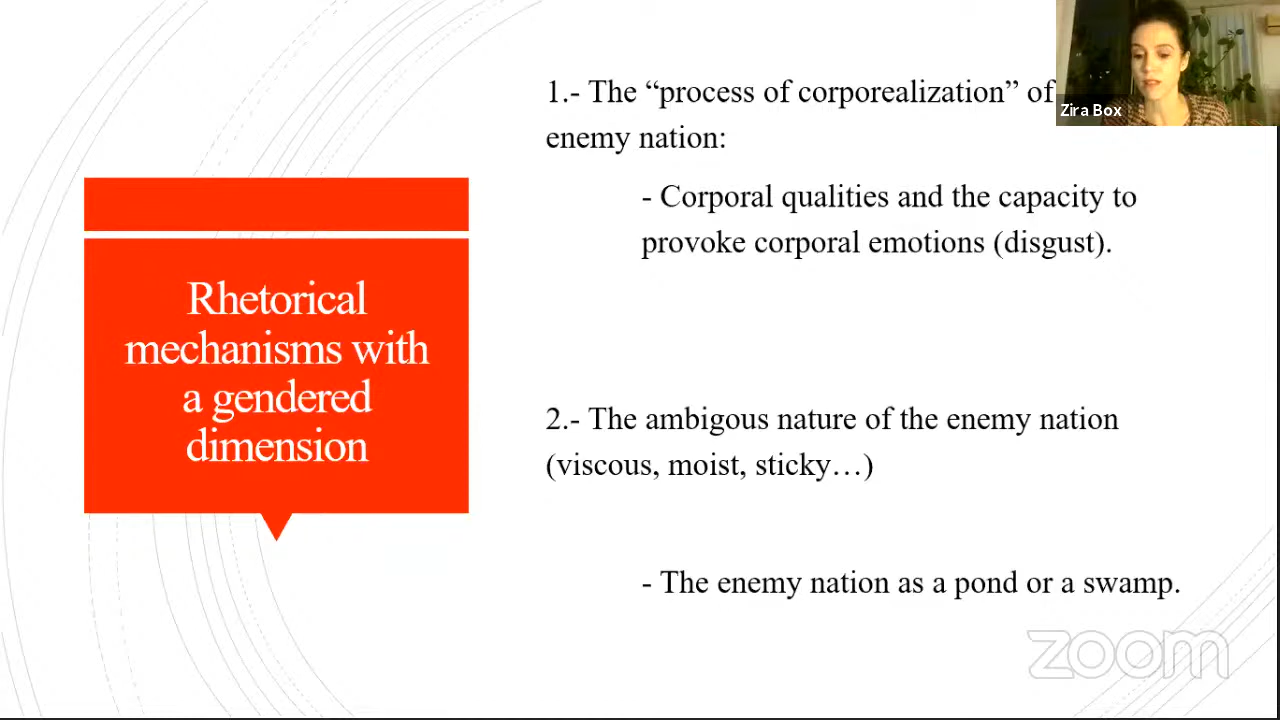 1.- The “process of corporealization” of
enemy nation:
Zira Box
- Corporal qualities and the capacity to
provoke corporal emotions (disgust).
Rhetorical
mechanisms with
a gendered
dimension
2.- The ambigous nature of the enemy nation
(viscous, moist, sticky…)
- The enemy nation as a pond or a swamp.
zoom